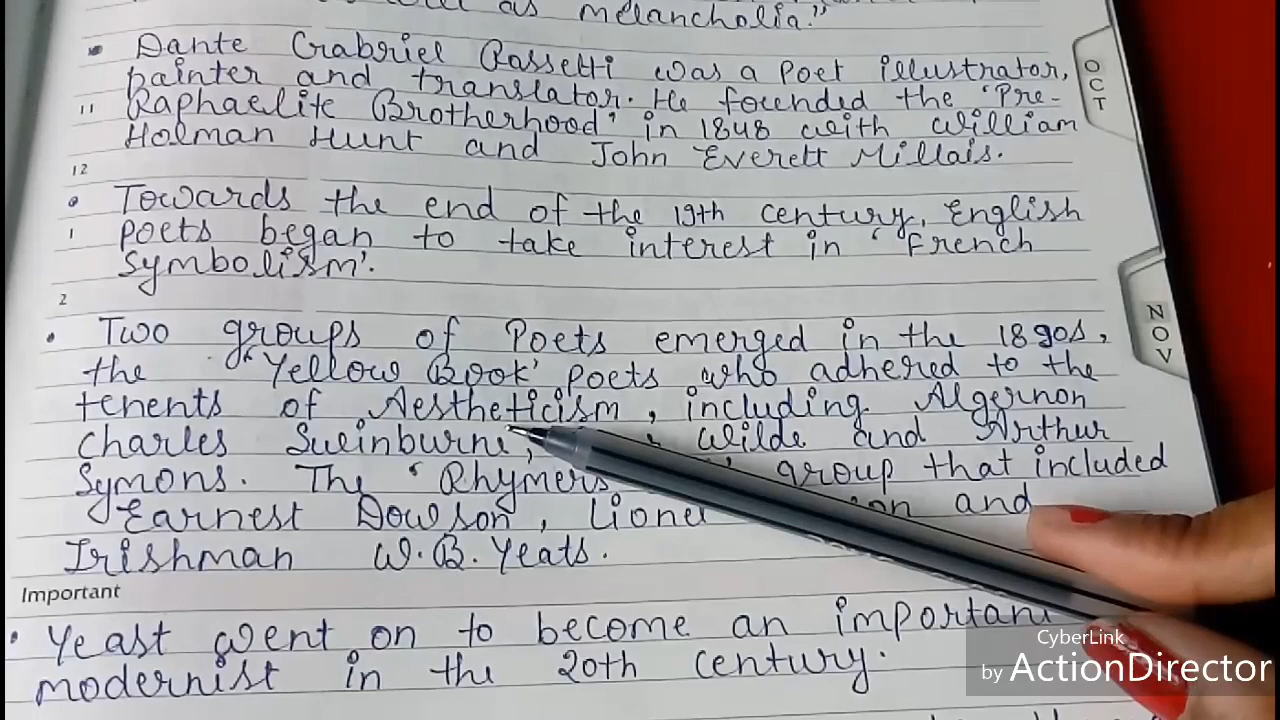 as melancholia."
• Dante Gabriel Rossetti was a poet illustrator,
painter and translator. He founded the 'Pre-
11 Raphaelite Brotherhood' in 1848 with William
Holman Hunt and John Everett Millais.
12
• Towards the end of the 19th century, English
1 poets began to take interest in 'French
Symbolism'.
2
• Two groups of Poets emerged in the 1890s,
the 'Yellow Book' poets who adhered to the
tenents of Aestheticism, including Algernon
Charles Swinburne, Wilde and Arthur
Symons. The 'Rhymers group that included
Earnest Dowson, Lionel and
Irishman W.B. Yeats.
Important
• Yeast went on to become an important
modernist in the 20th century.
OCT
NOV
CyberLink
by ActionDirector